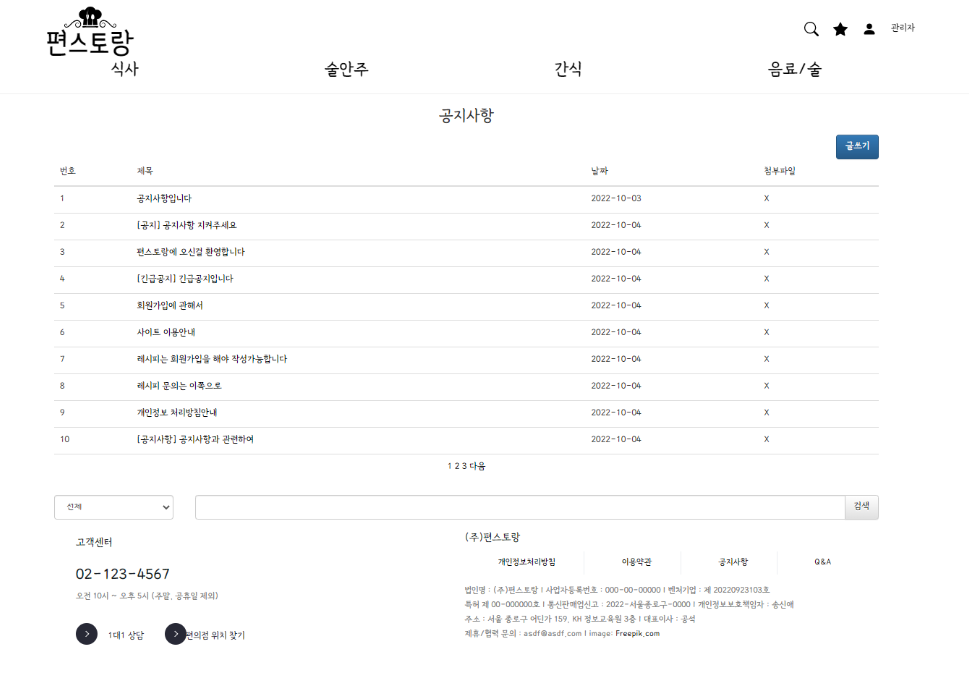 편스토랑
관리자
식사 술안주 간식 음료/술
공지사항
글쓰기
번호 제목 날짜 첨부파일
1 공지사항입니다 2022-10-03 X
2 [공지] 공지사항 지켜주세요 2022-10-04 X
3 편스토랑에 오신걸 환영합니다 2022-10-04 X
4 [긴급공지] 긴급공지입니다 2022-10-04 X
5 회원가입에 관해서 2022-10-04 X
6 사이트 이용안내 2022-10-04 X
7 레시피는 회원가입을 해야 작성가능합니다 2022-10-04 X
8 레시피 문의는 이쪽으로 2022-10-04 X
9 개인정보 처리방침안내 2022-10-04 X
10 [공지사항] 공지사항과 관련하여 2022-10-04 X
1 2 3 다음
전체 검색
고객센터
02-123-4567
오전 10시 ~ 오후 5시 (주말, 공휴일 제외)
1대1 상담 편의점 위치 찾기
(주)편스토랑
개인정보처리방침 이용약관 공지사항 Q&A
법인명 : (주)편스토랑 | 사업자등록번호 : 000-00-00000 | 벤처기업 : 제 20220923103호
특허 제 00-000000호 | 통신판매업신고 : 2022-서울종로구-0000 | 개인정보보호책임자 : 송신예
주소 : 서울 종로구 어딘가 159, KH 정보교육원 3층 | 대표이사 : 공석
제휴/협력 문의 : asdf@asdf.com | image: Freepik.com